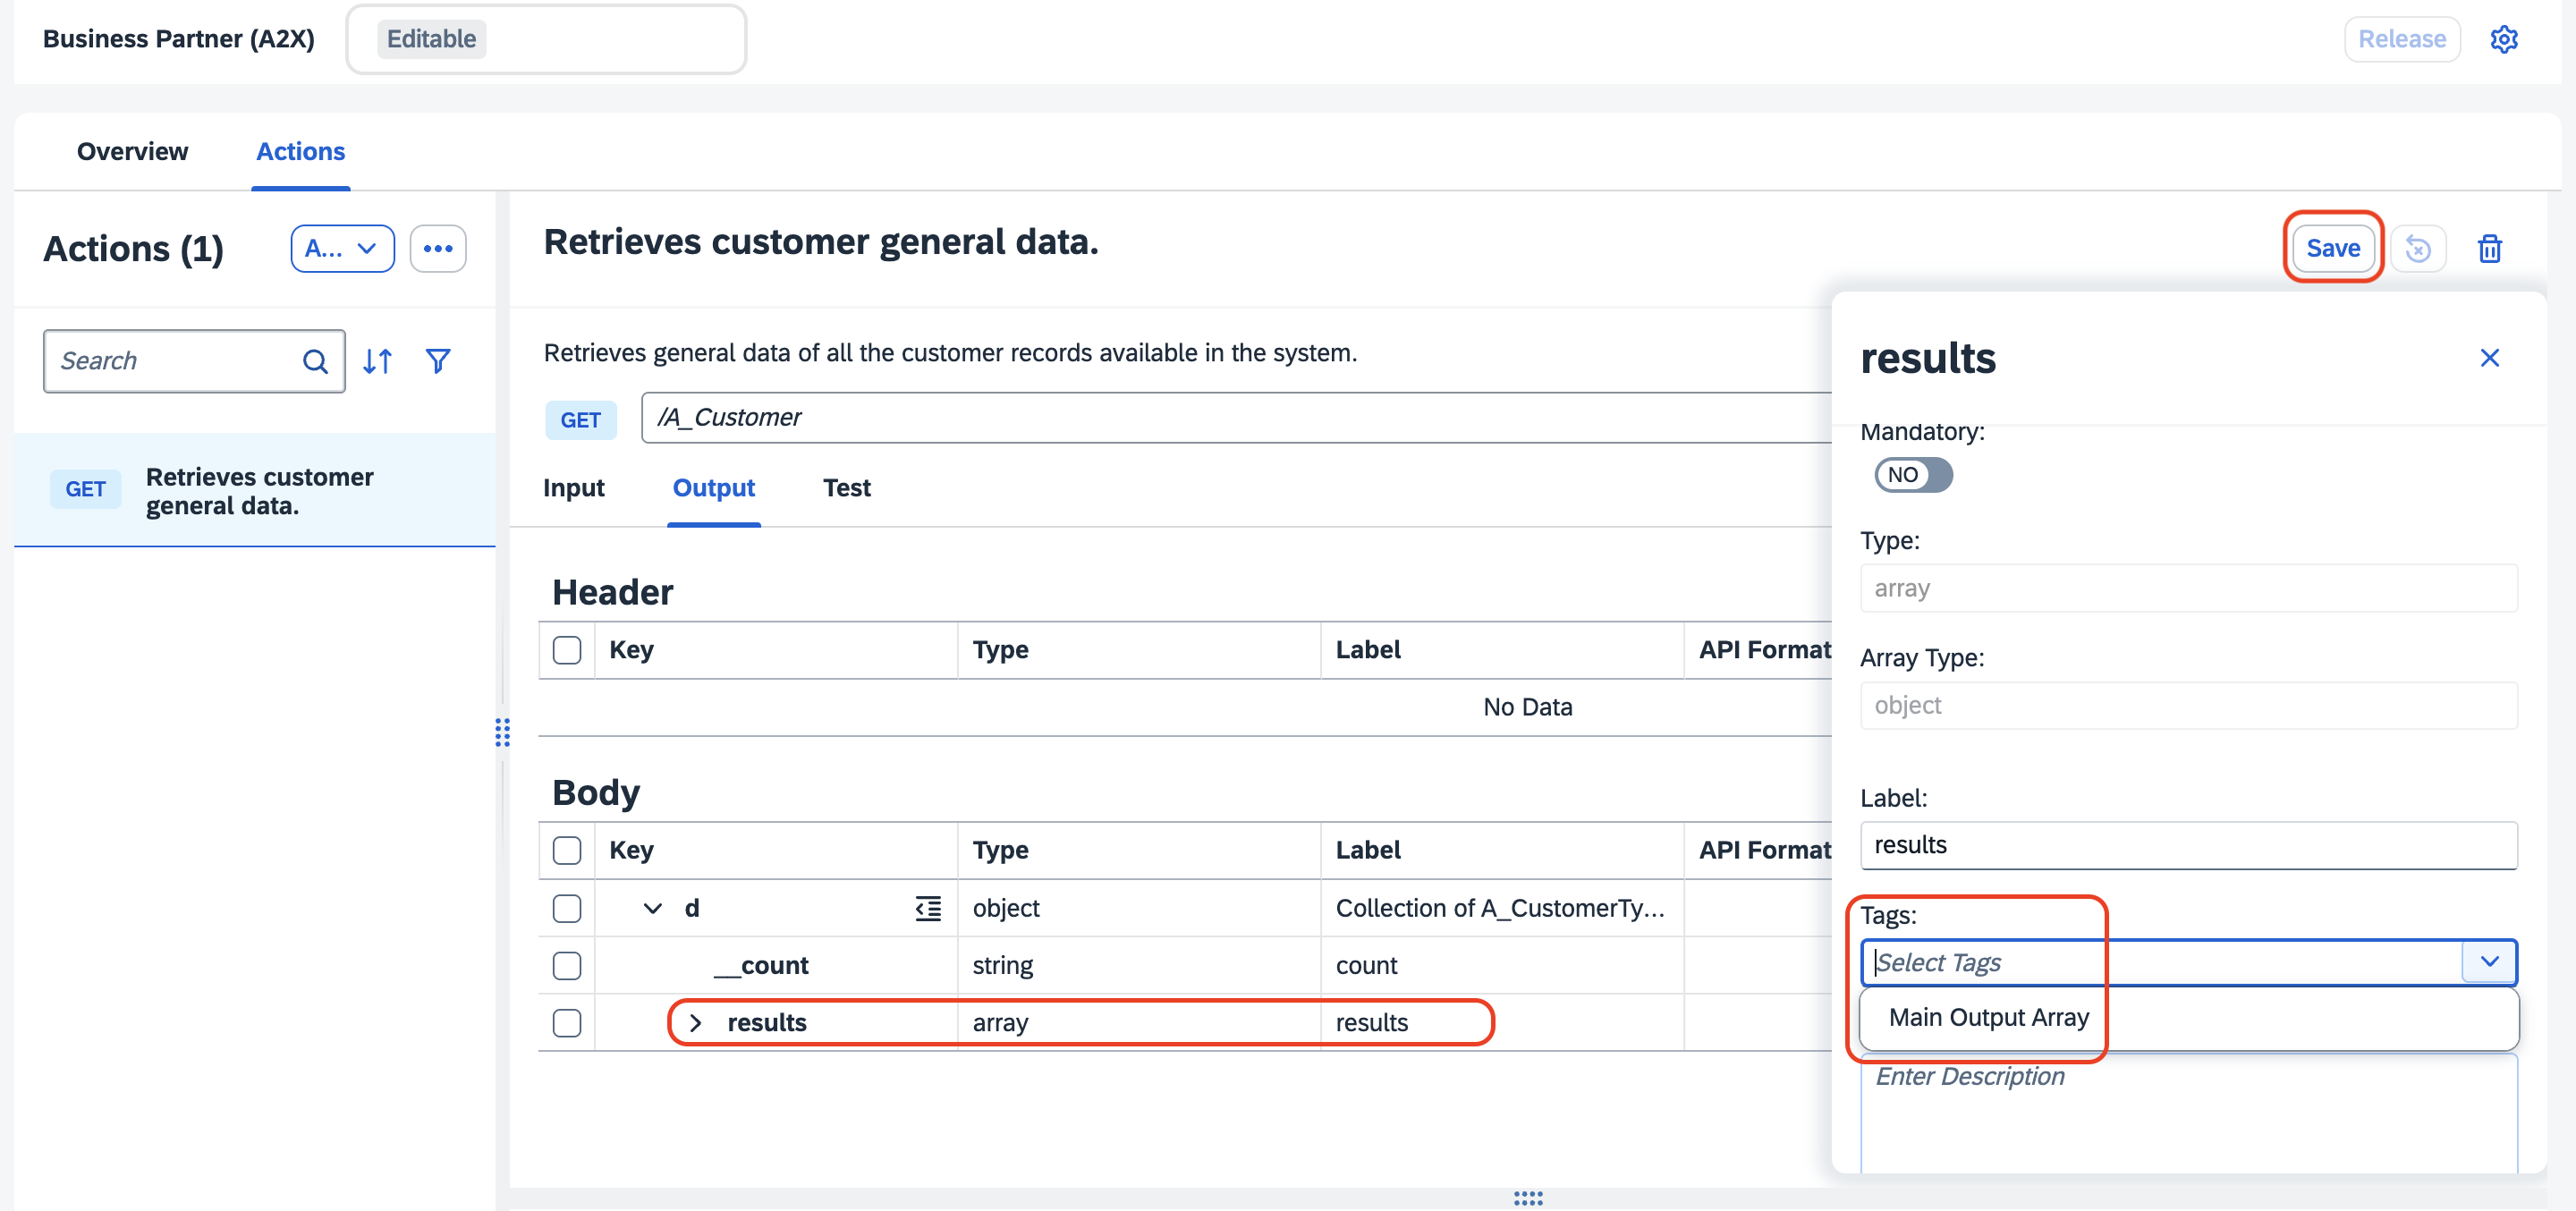 Business Partner (A2X)
Editable
Release
Overview
Actions
Actions (1)
A...
Search
GET
Retrieves customer
general data.
Retrieves customer general data.
Save
Retrieves general data of all the customer records available in the system.
GET
/A_Customer
Input
Output
Test
Header
Key
Type
Label
API Format
No Data
Body
Key
Type
Label
API Format
d
object
Collection of A_CustomerTy...
__count
string
count
results
array
results
results
Mandatory:
NO
Type:
array
Array Type:
object
Label:
results
Tags:
Select Tags
Main Output Array
Enter Description